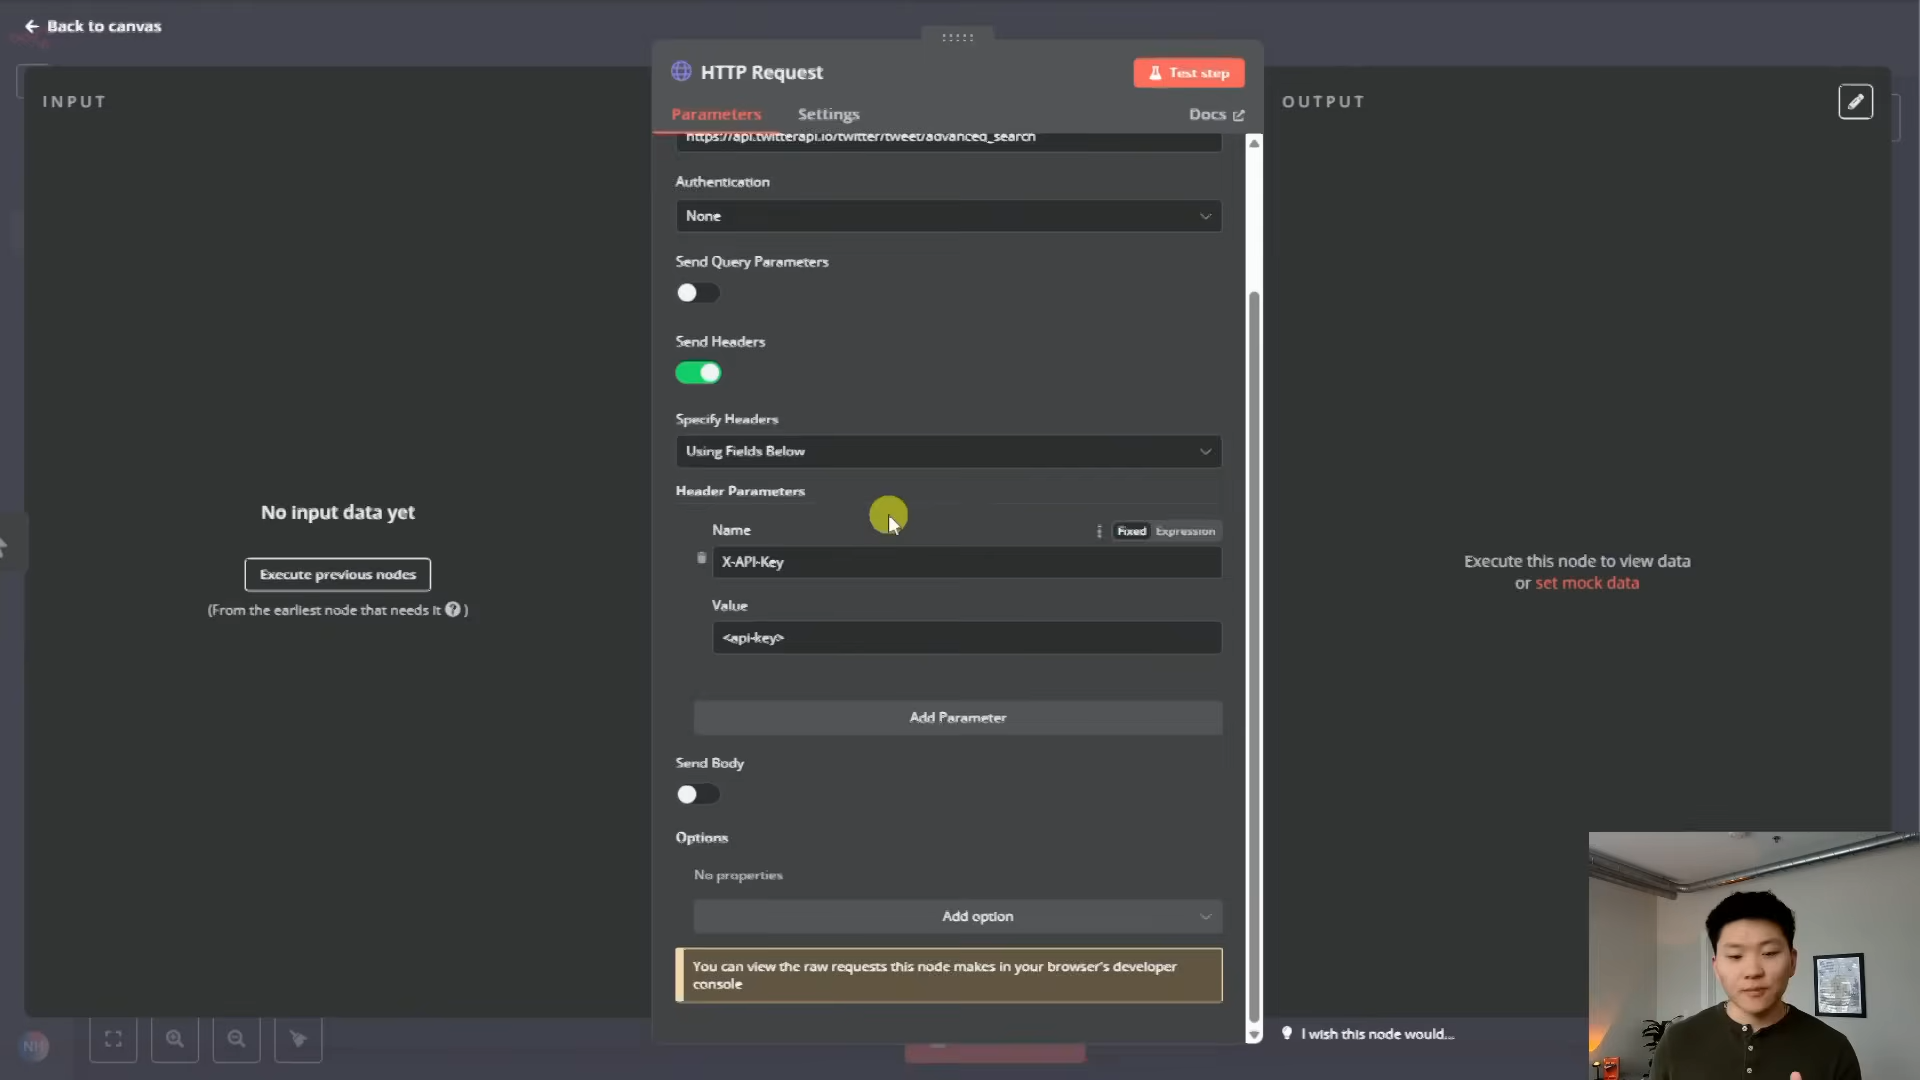 Back to canvas
INPUT
No input data yet
Execute previous nodes
(From the earliest node that needs it ? )
HTTP Request
Test step
Parameters
Settings
Docs
https://api.twitterapi.io/twitter/tweet/advanced_search
Authentication
None
Send Query Parameters
Send Headers
Specify Headers
Using Fields Below
Header Parameters
Name
Fixed
Expression
X-API-Key
Value
<api-key>
Add Parameter
Send Body
Options
No properties
Add option
You can view the raw requests this node makes in your browser's developer
console
OUTPUT
Execute this node to view data
or set mock data
I wish this node would...